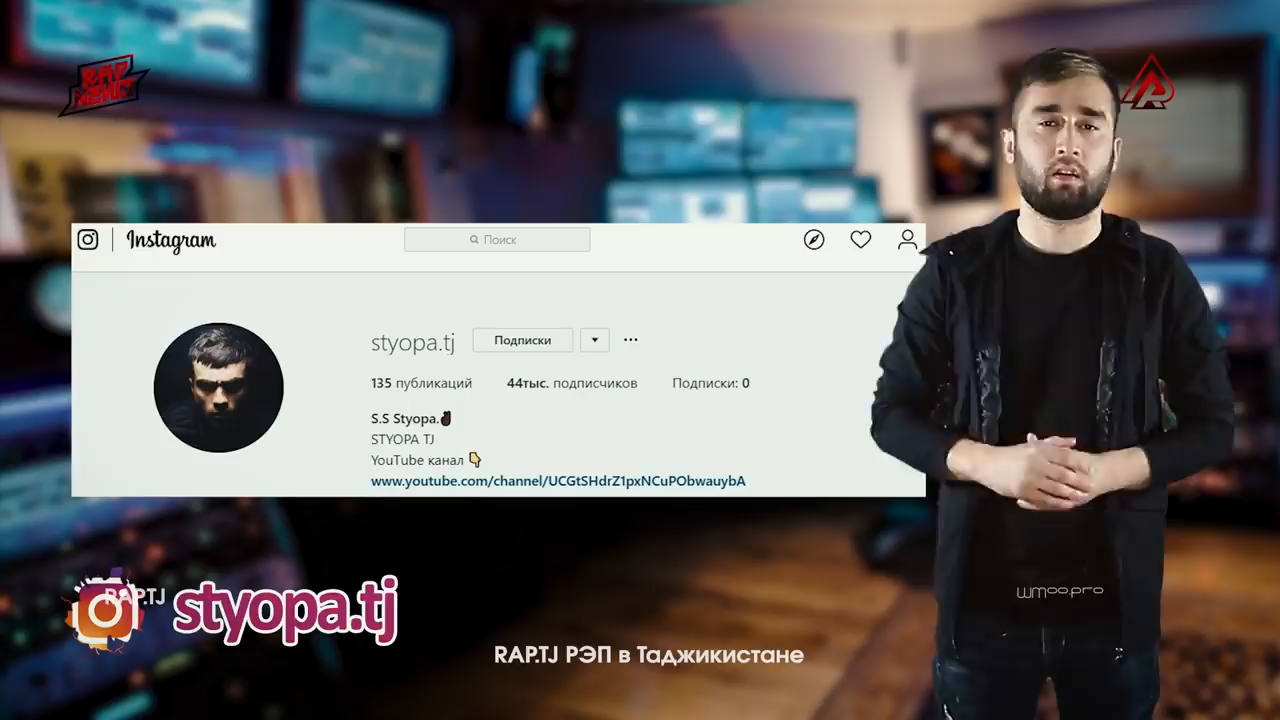 RAP
NEWS
Instagram
Поиск
styopa.tj
Подписки
135 публикаций
44тыс. подписчиков
Подписки: 0
S.S Styopa.
STYOPA TJ
YouTube канал
www.youtube.com/channel/UCGtSHdrZ1pxNCuPObwauybA
RAP.TJ
styopa.tj
wmoo.pro
RAP.TJ РЭП в Таджикистане